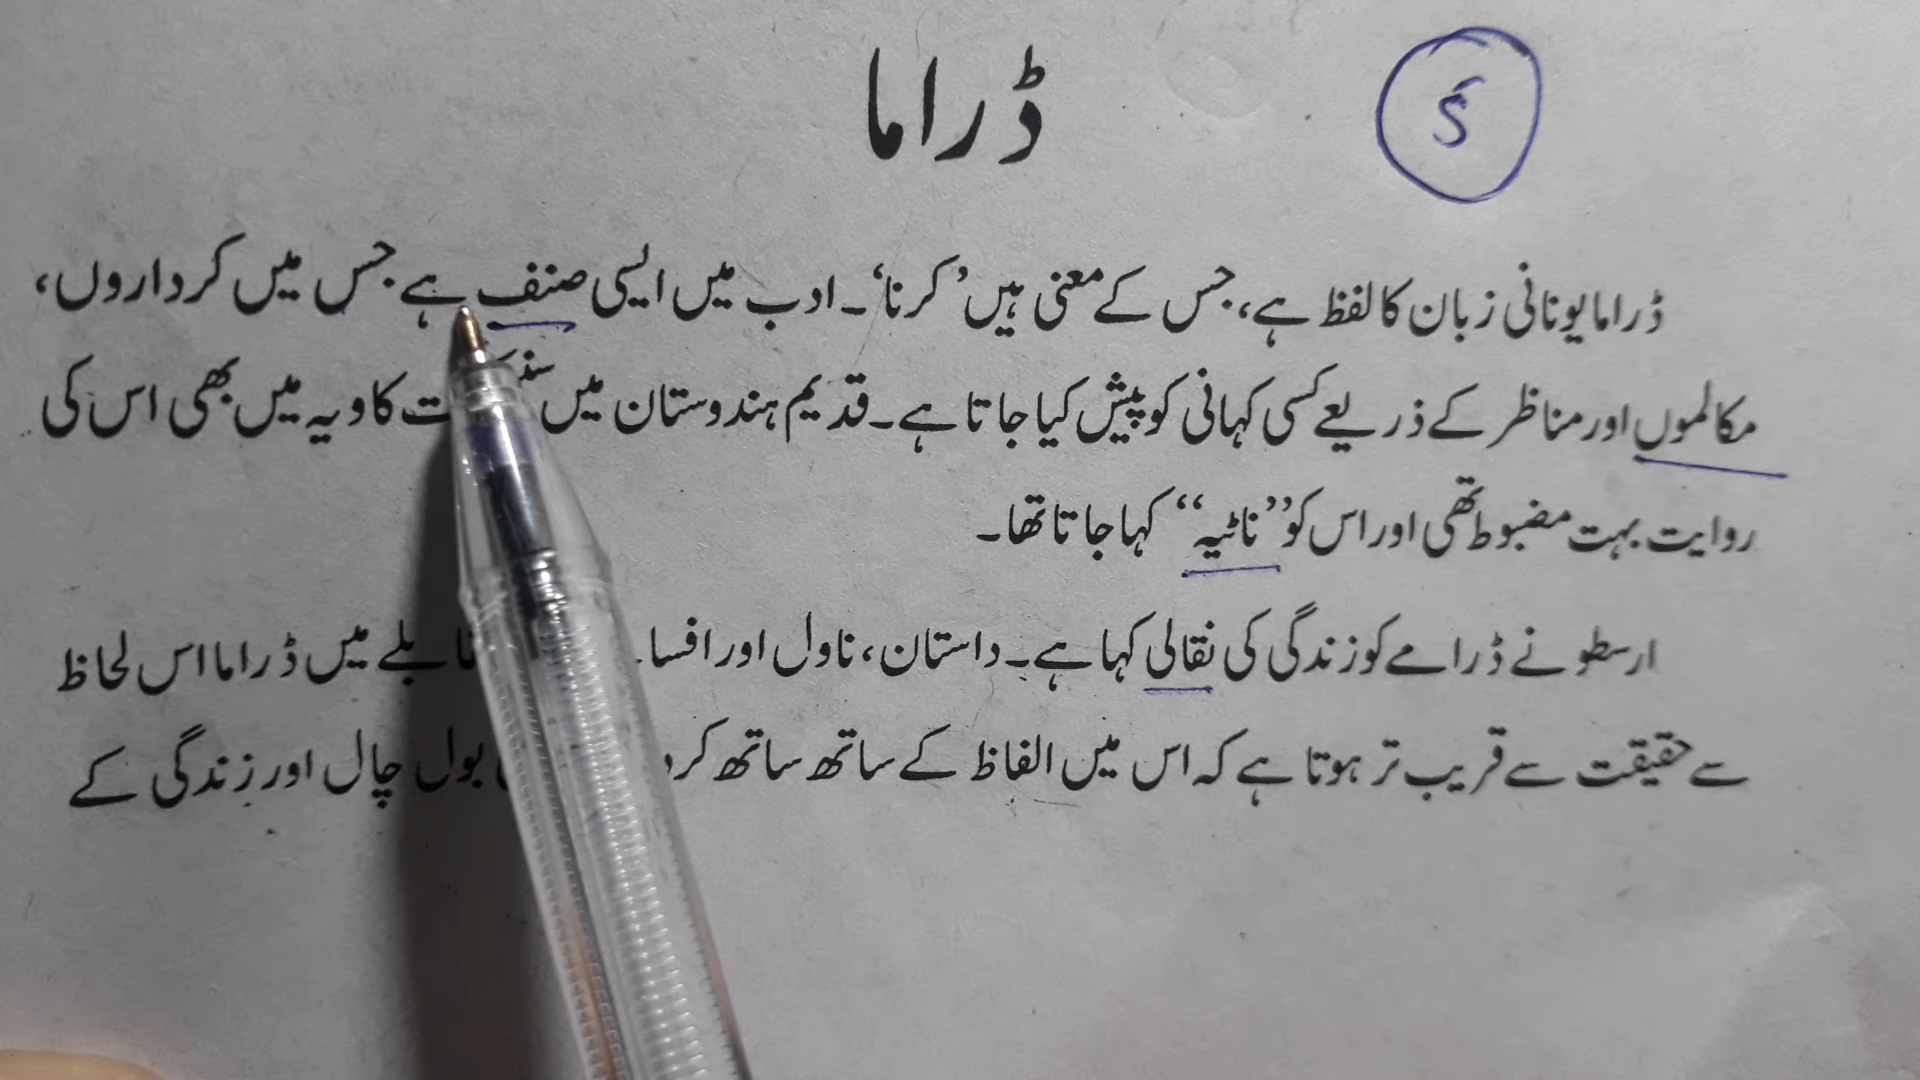 ڈراما
5
ڈراما یونانی زبان کا لفظ ہے، جس کے معنی ہیں ’کرنا‘۔ ادب میں ایسی صنف ہے جس میں کرداروں،
مکالموں اور مناظر کے ذریعے کسی کہانی کو پیش کیا جاتا ہے۔ قدیم ہندوستان میں کاویہ میں بھی اس کی
روایت بہت مضبوط تھی اور اس کو ’’ناٹیہ‘‘ کہا جاتا تھا۔
ارسطو نے ڈرامے کو زندگی کی نقالی کہا ہے۔ داستان، ناول اور میں ڈراما اس لحاظ
سے حقیقت سے قریب تر ہوتا ہے کہ اس میں الفاظ کے ساتھ ساتھ بول چال اور زندگی کے